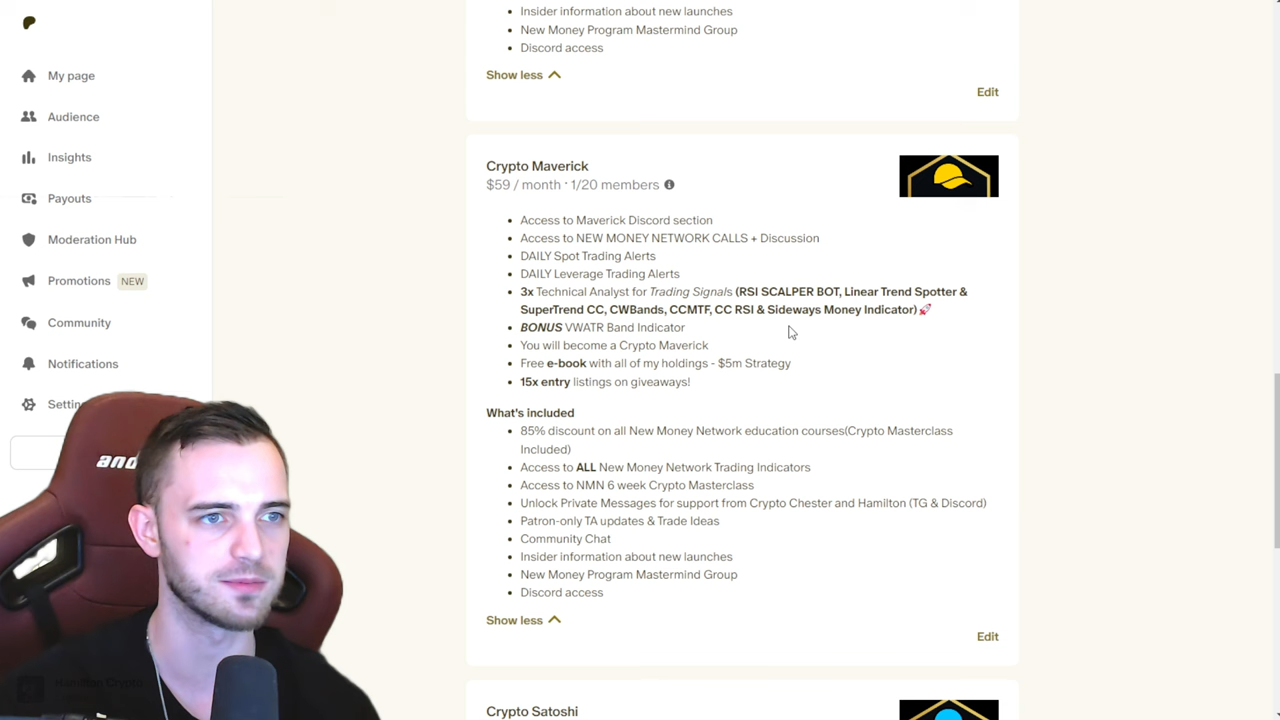 Insider information about new launches
New Money Program Mastermind Group
Discord access
Show less
Edit
My page
Audience
Insights
Payouts
Moderation Hub
Promotions NEW
Community
Notifications
Crypto Maverick
$59 / month · 1/20 members
Access to Maverick Discord section
Access to NEW MONEY NETWORK CALLS + Discussion
DAILY Spot Trading Alerts
DAILY Leverage Trading Alerts
3x Technical Analyst for Trading Signals (RSI SCALPER BOT, Linear Trend Spotter &
SuperTrend CC, CWBands, CCMTF, CC RSI & Sideways Money Indicator)🚀
BONUS VWATR Band Indicator
You will become a Crypto Maverick
Free e-book with all of my holdings - $5m Strategy
15x entry listings on giveaways!
What's included
85% discount on all New Money Network education courses(Crypto Masterclass
Included)
Access to ALL New Money Network Trading Indicators
Access to NMN 6 week Crypto Masterclass
Unlock Private Messages for support from Crypto Chester and Hamilton (TG & Discord)
Patron-only TA updates & Trade Ideas
Community Chat
Insider information about new launches
New Money Program Mastermind Group
Discord access
Show less
Edit
Crypto Satoshi
Hamilton Crypto